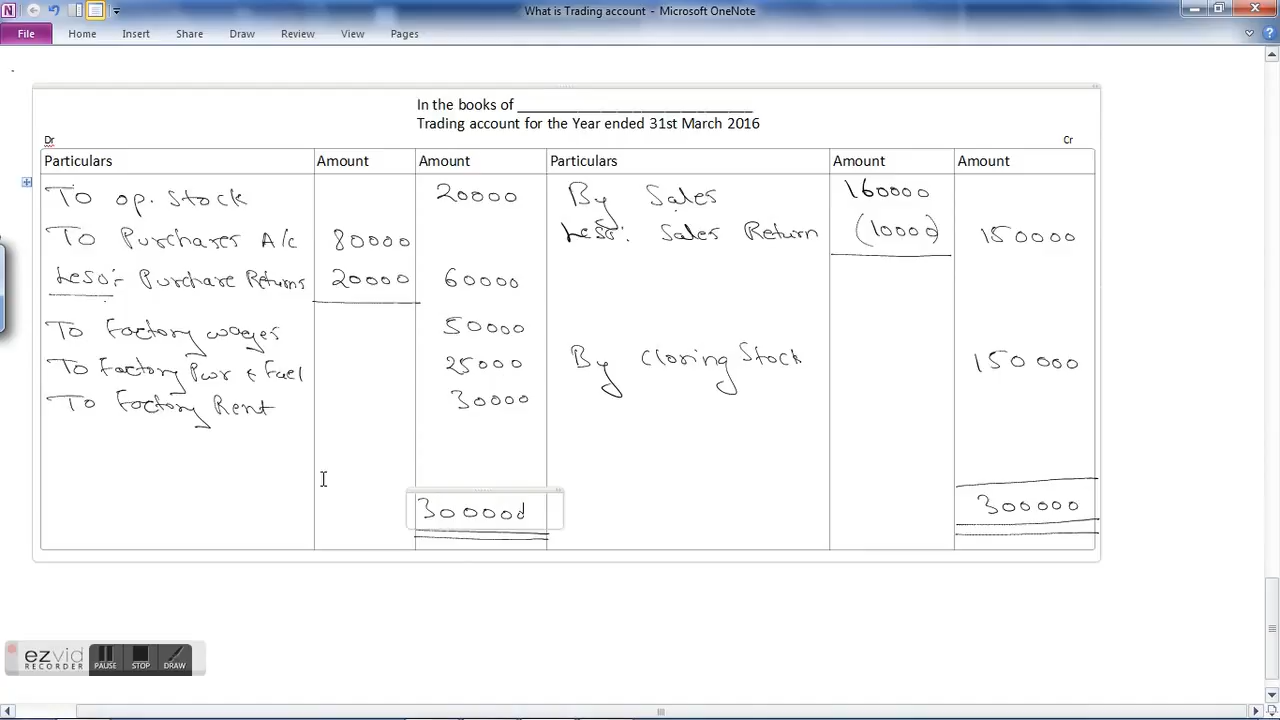 What is Trading account - Microsoft OneNote
File Home Insert Share Draw Review View Pages
In the books of ______________________________
Trading account for the Year ended 31st March 2016
Dr Cr
Particulars Amount Amount Particulars Amount Amount
To op. Stock 20000 By Sales 160000
To Purchases A/c 80000 Less: Sales Return (10000) 150000
Less:- Purchase Returns 20000 60000
To Factory wages 50000
To Factory Pwr & Fuel 25000 By Closing Stock 150000
To Factory Rent 30000
300000 300000
ezvid
RECORDER
PAUSE STOP DRAW